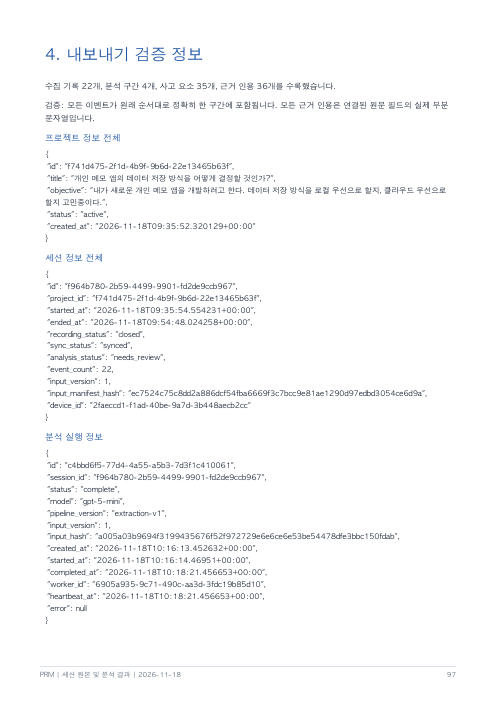 4. 내보내기 검증 정보
수집 기록 22개, 분석 구간 4개, 사고 요소 35개, 근거 인용 36개를 수록했습니다.
검증: 모든 이벤트가 원래 순서대로 정확히 한 구간에 포함됩니다. 모든 근거 인용은 연결된 원문 필드의 실제 부분
문자열입니다.
프로젝트 정보 전체
{
"id": "f741d475-2f1d-4b9f-9b6d-22e13465b63f",
"title": "개인 메모 앱의 데이터 저장 방식을 어떻게 결정할 것인가?",
"objective": "내가 새로운 개인 메모 앱을 개발하려고 한다. 데이터 저장 방식을 로컬 우선으로 할지, 클라우드 우선으로
할지 고민중이다.",
"status": "active",
"created_at": "2026-11-18T09:35:52.320129+00:00"
}
세션 정보 전체
{
"id": "f964b780-2b59-4499-9901-fd2de9ccb967",
"project_id": "f741d475-2f1d-4b9f-9b6d-22e13465b63f",
"started_at": "2026-11-18T09:35:54.554231+00:00",
"ended_at": "2026-11-18T09:54:48.024258+00:00",
"recording_status": "closed",
"sync_status": "synced",
"analysis_status": "needs_review",
"event_count": 22,
"input_version": 1,
"input_manifest_hash": "ec7524c75c8dd2a886dcf54fba6669f3c7bcc9e81ae1290d97edbd3054ce6d9a",
"device_id": "2faeccd1-f1ad-40be-9a7d-3b448aecb2cc"
}
분석 실행 정보
{
"id": "c4bbd6f5-77d4-4a55-a5b3-7d3f1c410061",
"session_id": "f964b780-2b59-4499-9901-fd2de9ccb967",
"status": "complete",
"model": "gpt-5-mini",
"pipeline_version": "extraction-v1",
"input_version": 1,
"input_hash": "a005a03b9694f3199435676f52f972729e6e6ce6e53be54478dfe3bbc150fdab",
"created_at": "2026-11-18T10:16:13.452632+00:00",
"started_at": "2026-11-18T10:16:14.46951+00:00",
"completed_at": "2026-11-18T10:18:21.456653+00:00",
"worker_id": "6905a935-9c71-490c-aa3d-3fdc19b85d10",
"heartbeat_at": "2026-11-18T10:18:21.456653+00:00",
"error": null
}
PRM | 세션 원본 및 분석 결과 | 2026-11-18
97